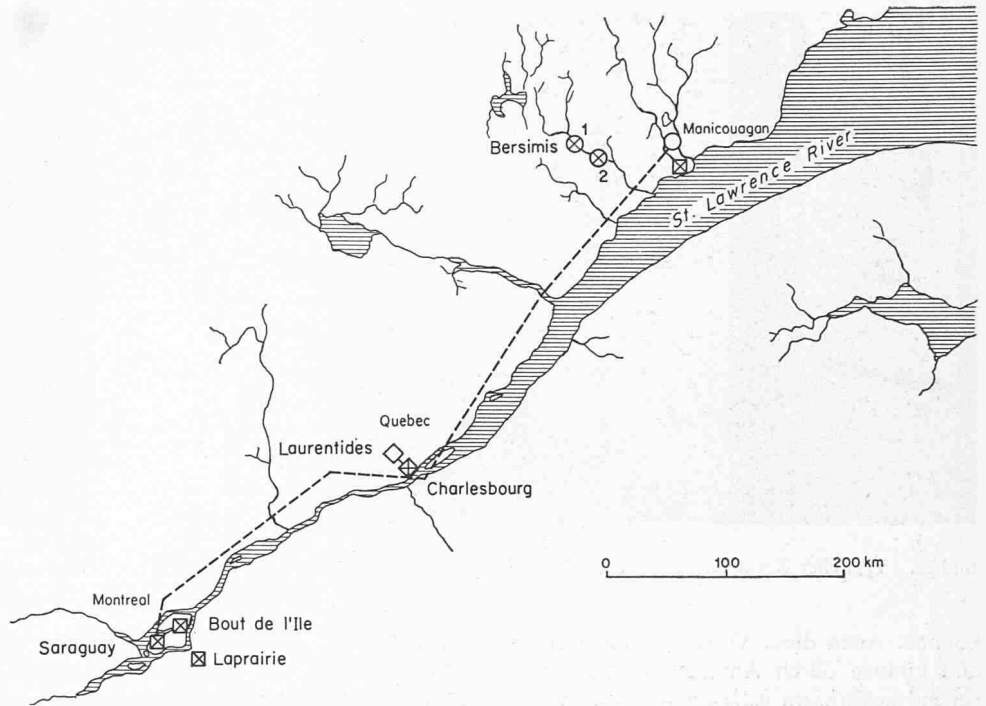 1
Manicouagan
Bersimis
2
St. Lawrence River
Quebec
Laurentides
Charlesbourg
0 100 200 km
Montreal
Bout de l'Ile
Saraguay
Laprairie